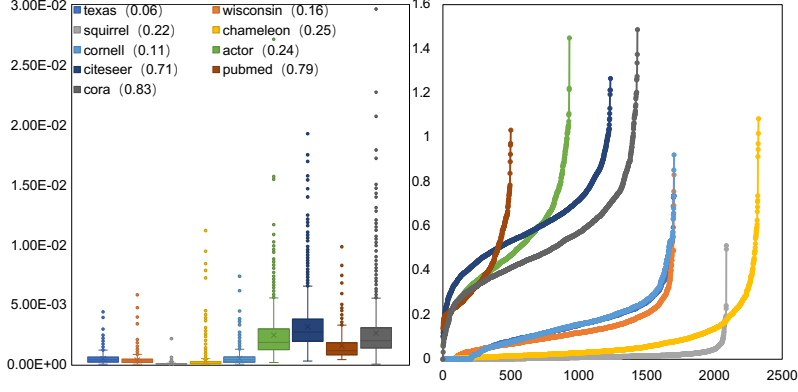 3.00E-02
2.50E-02
2.00E-02
1.50E-02
1.00E-02
5.00E-03
0.00E+00
texas (0.06)
wisconsin (0.16)
squirrel (0.22)
chameleon (0.25)
cornell (0.11)
actor (0.24)
citeseer (0.71)
pubmed (0.79)
cora (0.83)
1.6
1.4
1.2
1
0.8
0.6
0.4
0.2
0
0 500 1000 1500 2000 2500